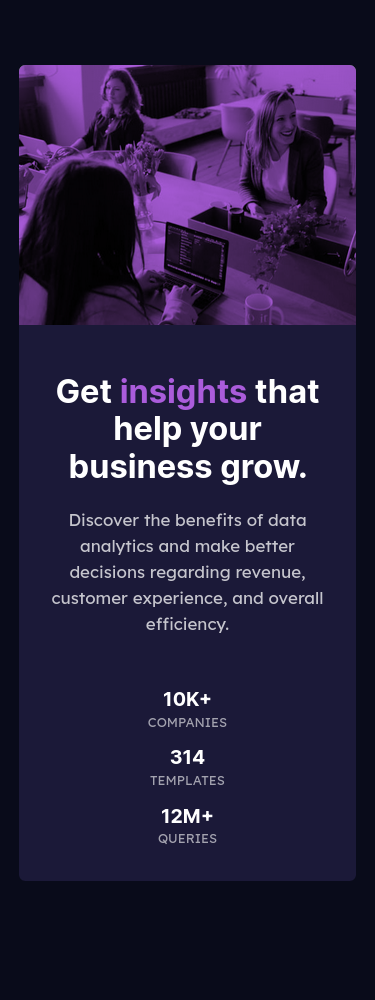 Get insights that
help your
business grow.
Discover the benefits of data
analytics and make better
decisions regarding revenue,
customer experience, and overall
efficiency.
10K+
COMPANIES
314
TEMPLATES
12M+
QUERIES